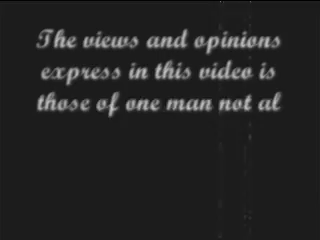 The views and opinions
express in this video is
those of one man not al